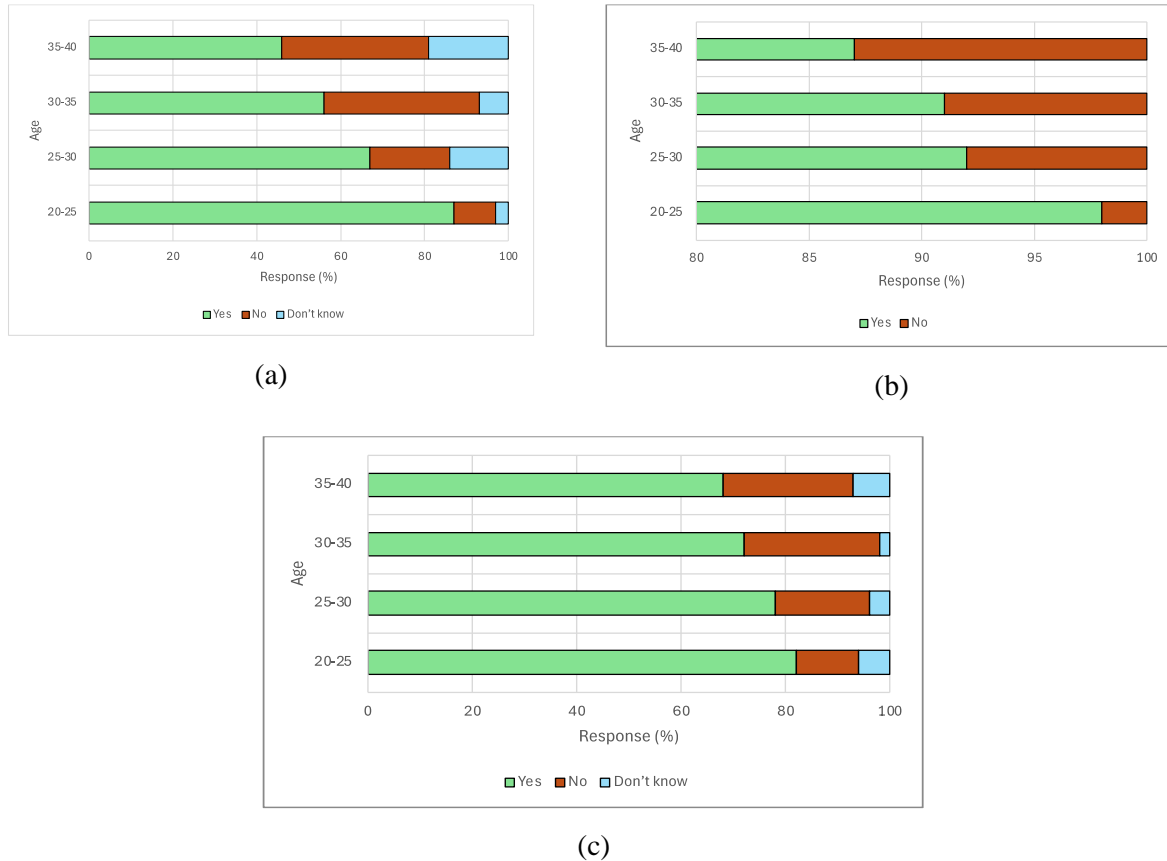 35-40
30-35
25-30
20-25
Age
0 20 40 60 80 100
Response (%)
Yes No Don't know
(a)
35-40
30-35
25-30
20-25
Age
80 85 90 95 100
Response (%)
Yes No
(b)
35-40
30-35
25-30
20-25
Age
0 20 40 60 80 100
Response (%)
Yes No Don't know
(c)